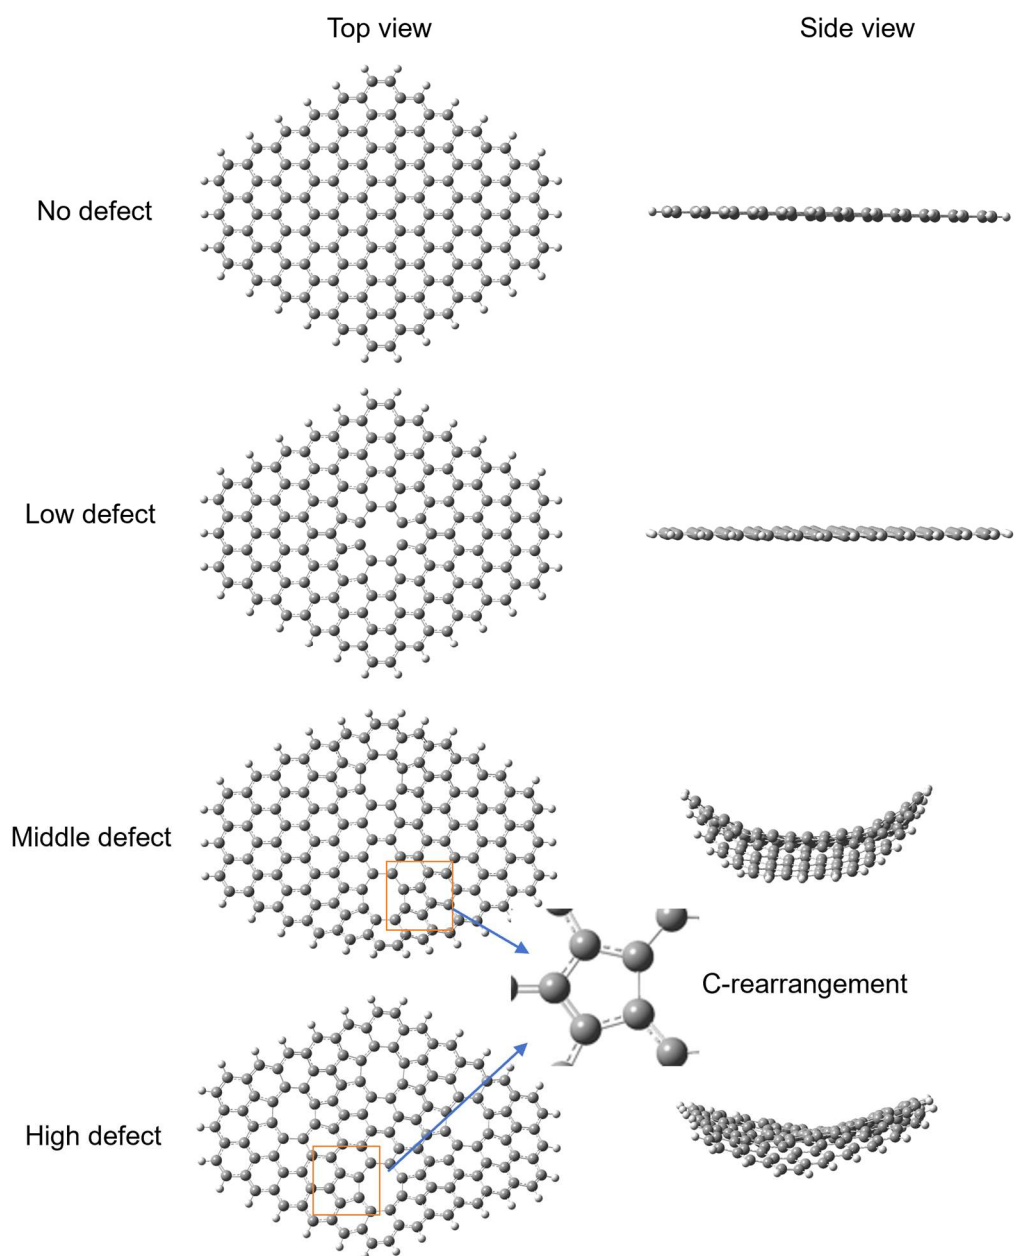 Top view
Side view
No defect
Low defect
Middle defect
C-rearrangement
High defect